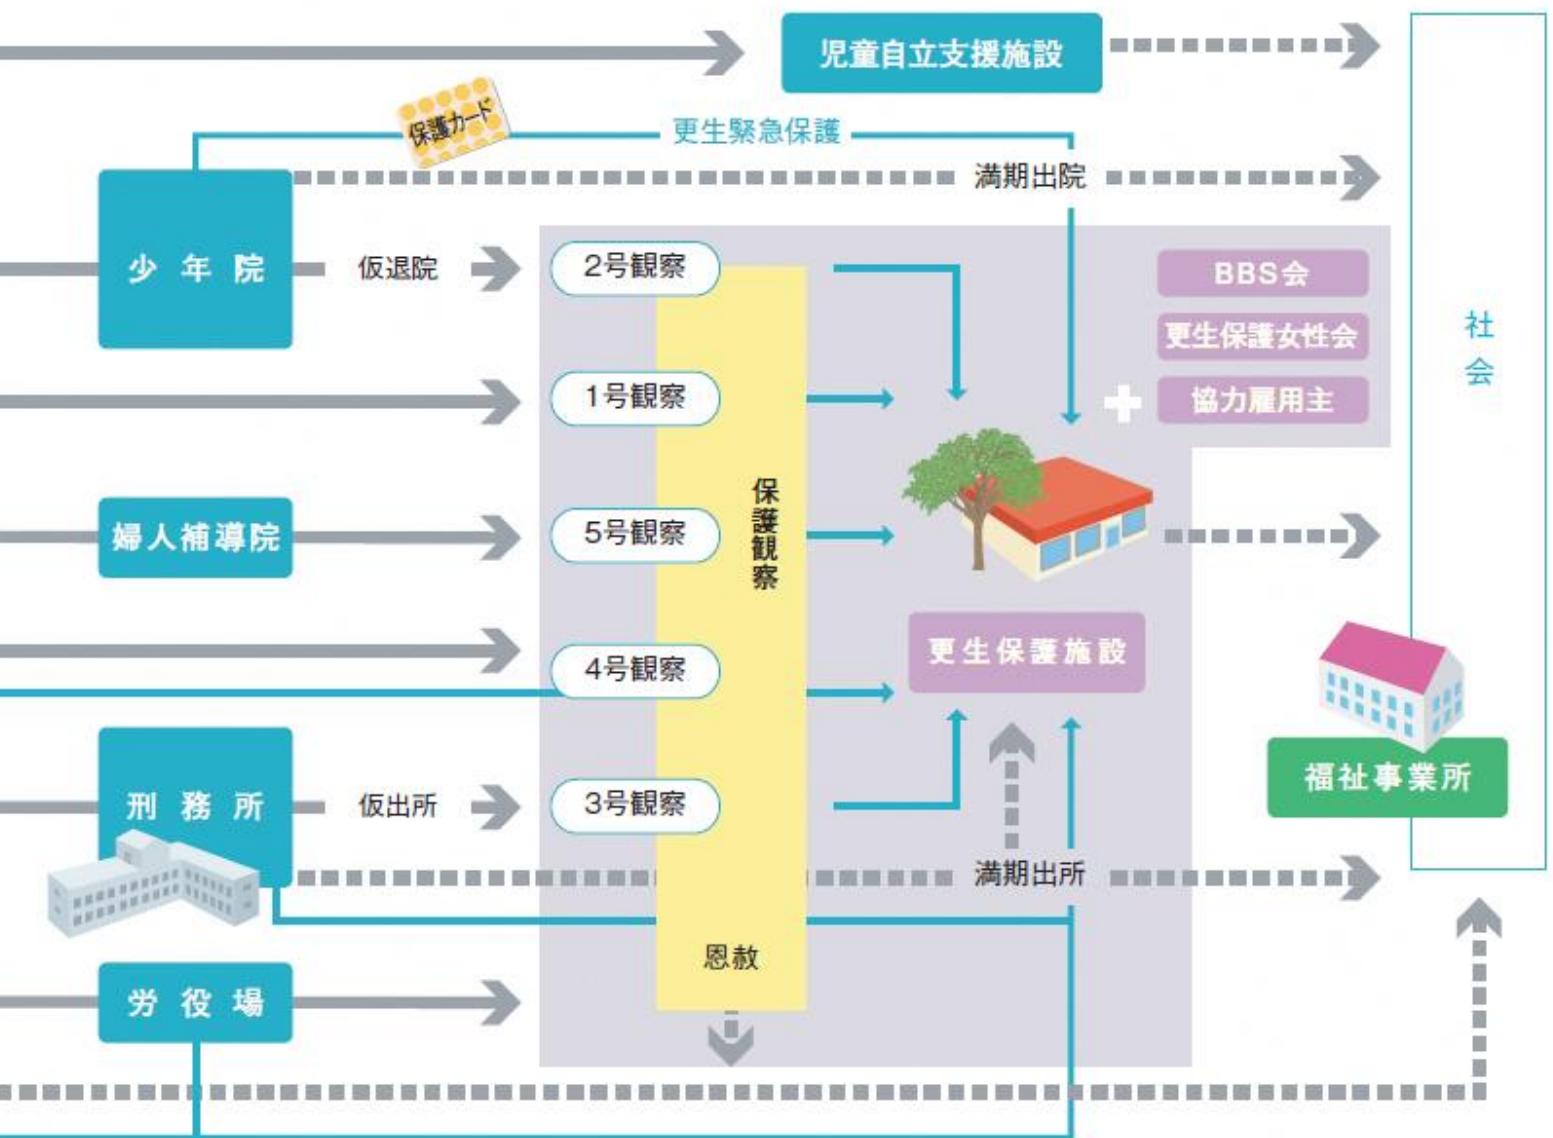 児童自立支援施設
保護カード
更生緊急保護
満期出院
少年院
仮退院
2号観察
BBS会
更生保護女性会
協力雇用主
社会
1号観察
保護観察
婦人補導院
5号観察
更生保護施設
4号観察
福祉事業所
刑務所
仮出所
3号観察
満期出所
恩赦
労役場